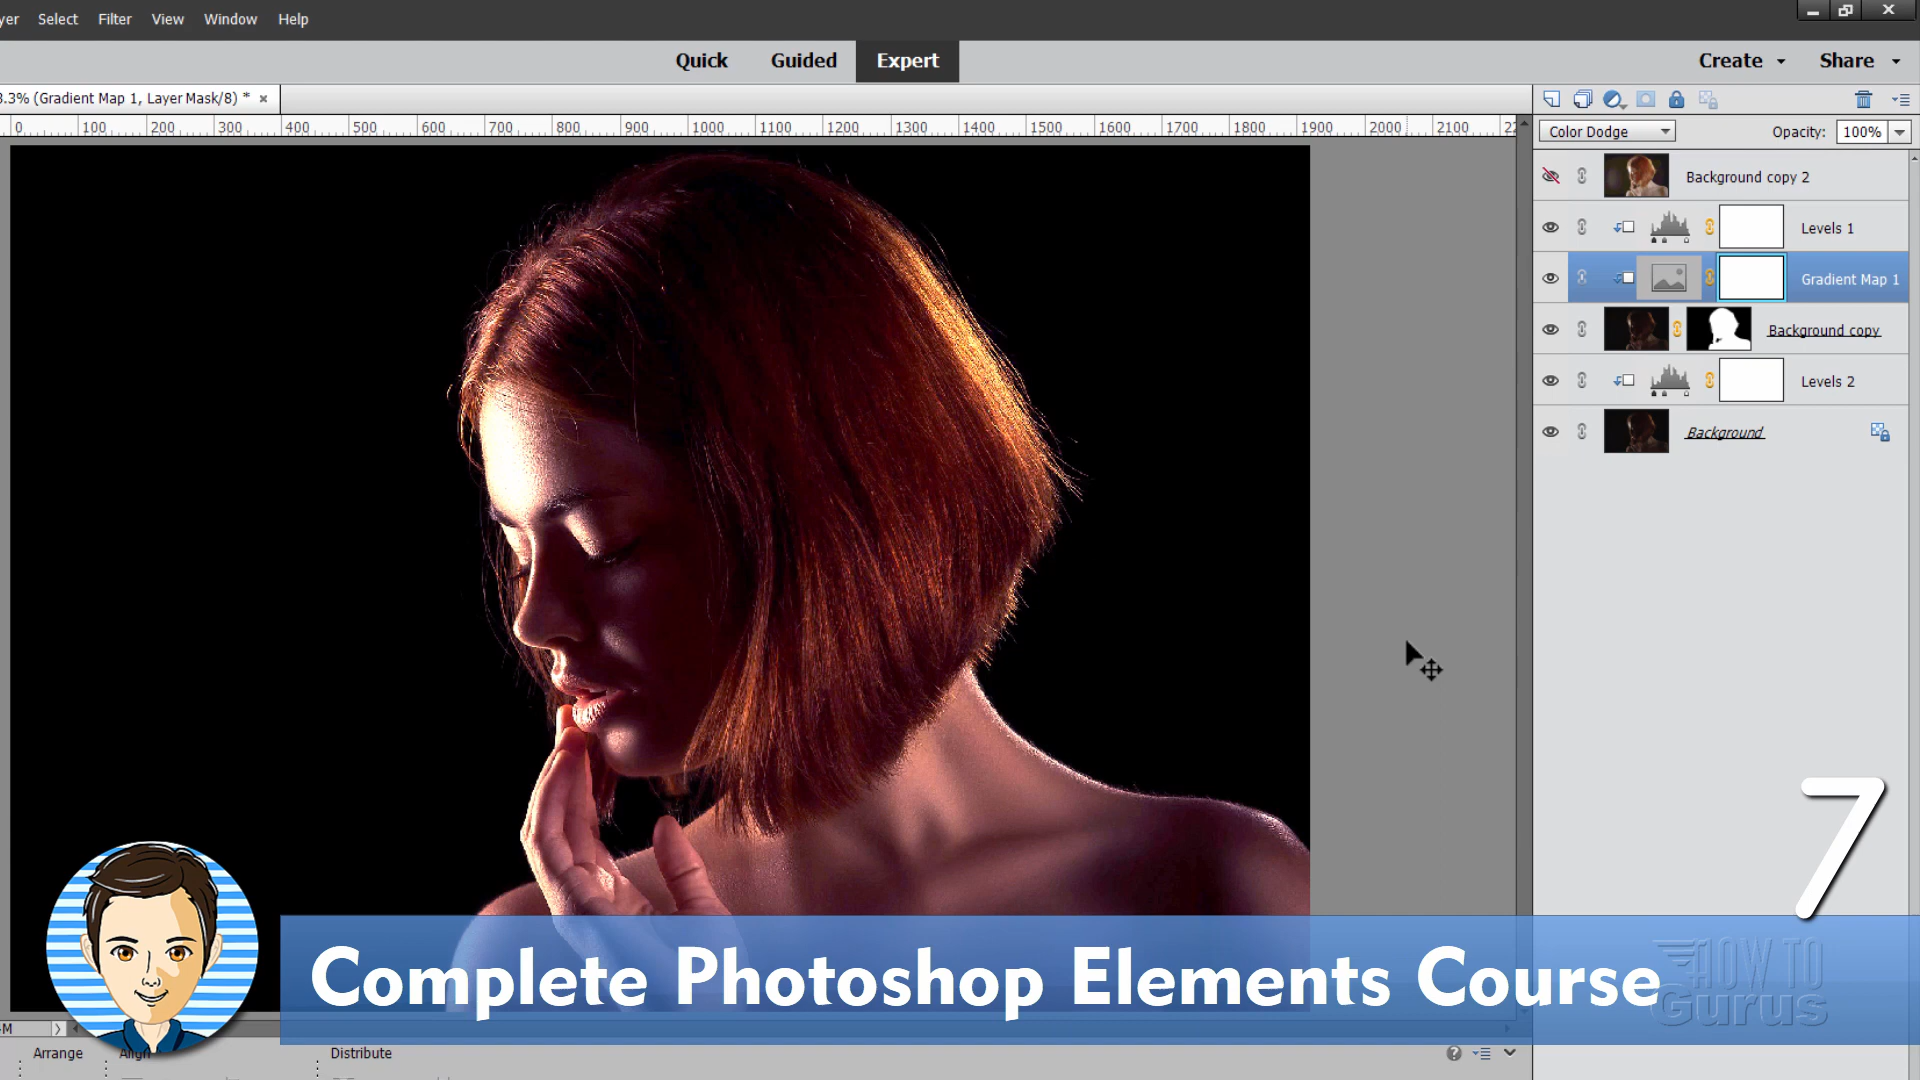 yer Select Filter View Window Help
Quick Guided Expert Create Share
3.3% (Gradient Map 1, Layer Mask/8) * ×
0 100 200 300 400 500 600 700 800 900 1000 1100 1200 1300 1400 1500 1600 1700 1800 1900 2000 2100 22
Color Dodge Opacity: 100%
Background copy 2
Levels 1
Gradient Map 1
Background copy
Levels 2
Background
7
Complete Photoshop Elements Course
HOW TO
Gurus
M
Arrange Align Distribute